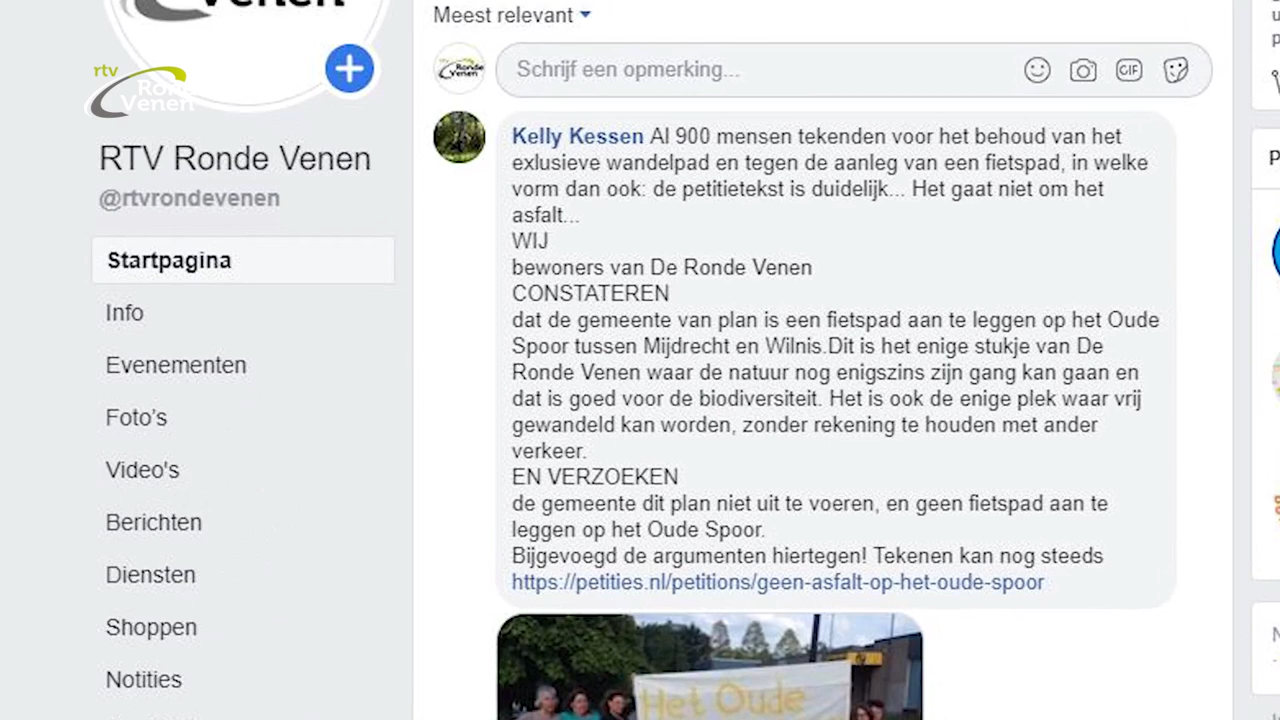 Venen
rtv
Ronde
Venen
RTV Ronde Venen
@rtvrondevenen
Startpagina
Info
Evenementen
Foto's
Video's
Berichten
Diensten
Shoppen
Notities
Meest relevant
rtv
Ronde
Venen
Schrijf een opmerking...
GIF
Kelly Kessen Al 900 mensen tekenden voor het behoud van het
exlusieve wandelpad en tegen de aanleg van een fietspad, in welke
vorm dan ook: de petitietekst is duidelijk... Het gaat niet om het
asfalt...
WIJ
bewoners van De Ronde Venen
CONSTATEREN
dat de gemeente van plan is een fietspad aan te leggen op het Oude
Spoor tussen Mijdrecht en Wilnis.Dit is het enige stukje van De
Ronde Venen waar de natuur nog enigszins zijn gang kan gaan en
dat is goed voor de biodiversiteit. Het is ook de enige plek waar vrij
gewandeld kan worden, zonder rekening te houden met ander
verkeer.
EN VERZOEKEN
de gemeente dit plan niet uit te voeren, en geen fietspad aan te
leggen op het Oude Spoor.
Bijgevoegd de argumenten hiertegen! Tekenen kan nog steeds
https://petities.nl/petitions/geen-asfalt-op-het-oude-spoor
Het Oude